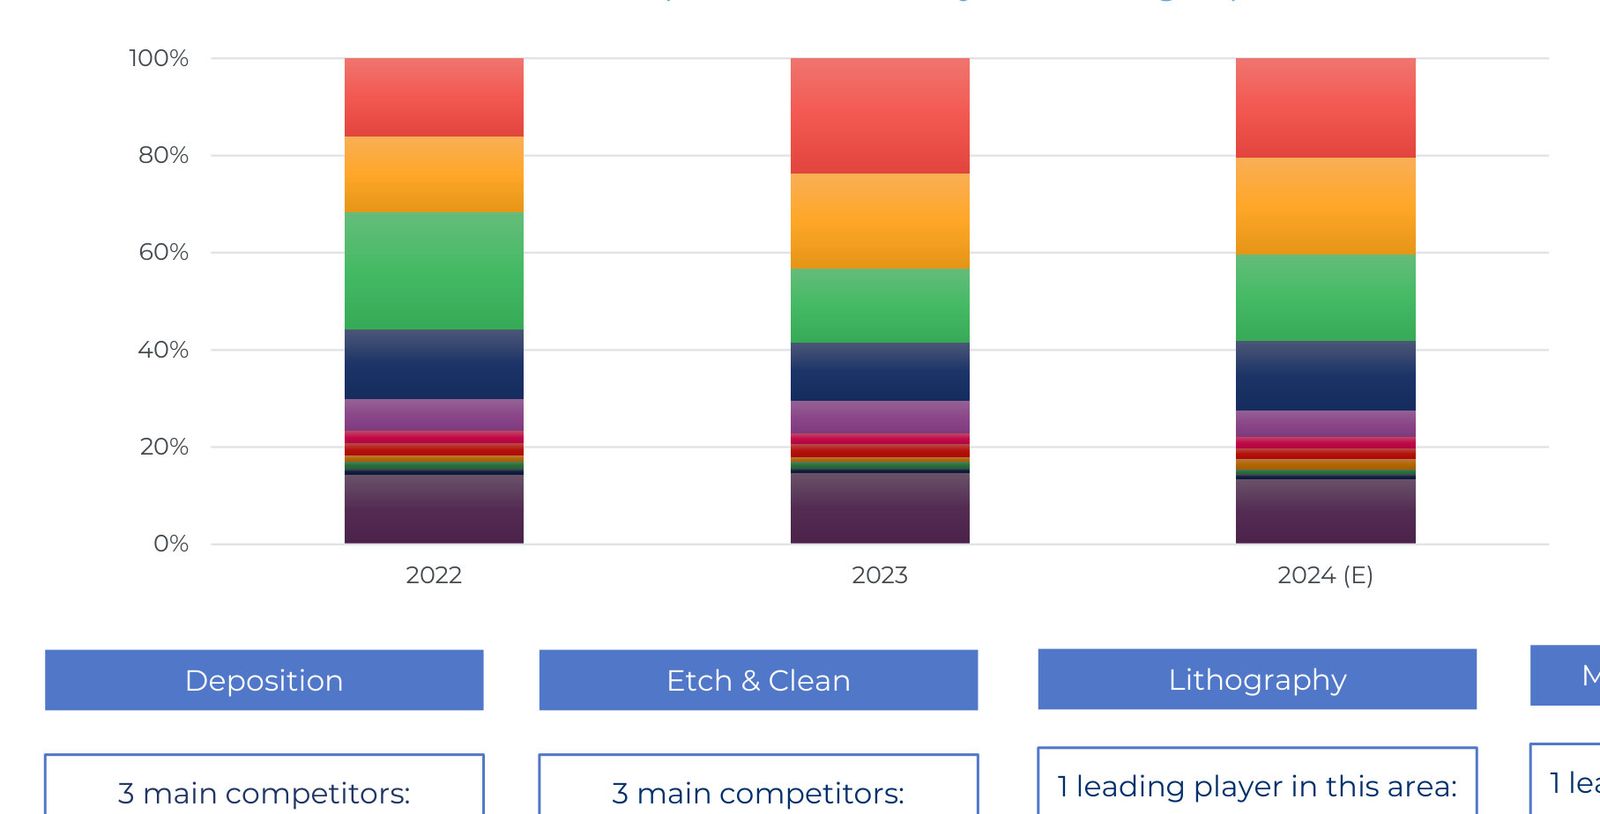 100%
80%
60%
40%
20%
0%
2022
2023
2024 (E)
Deposition
Etch & Clean
Lithography
3 main competitors:
3 main competitors:
1 leading player in this area:
1